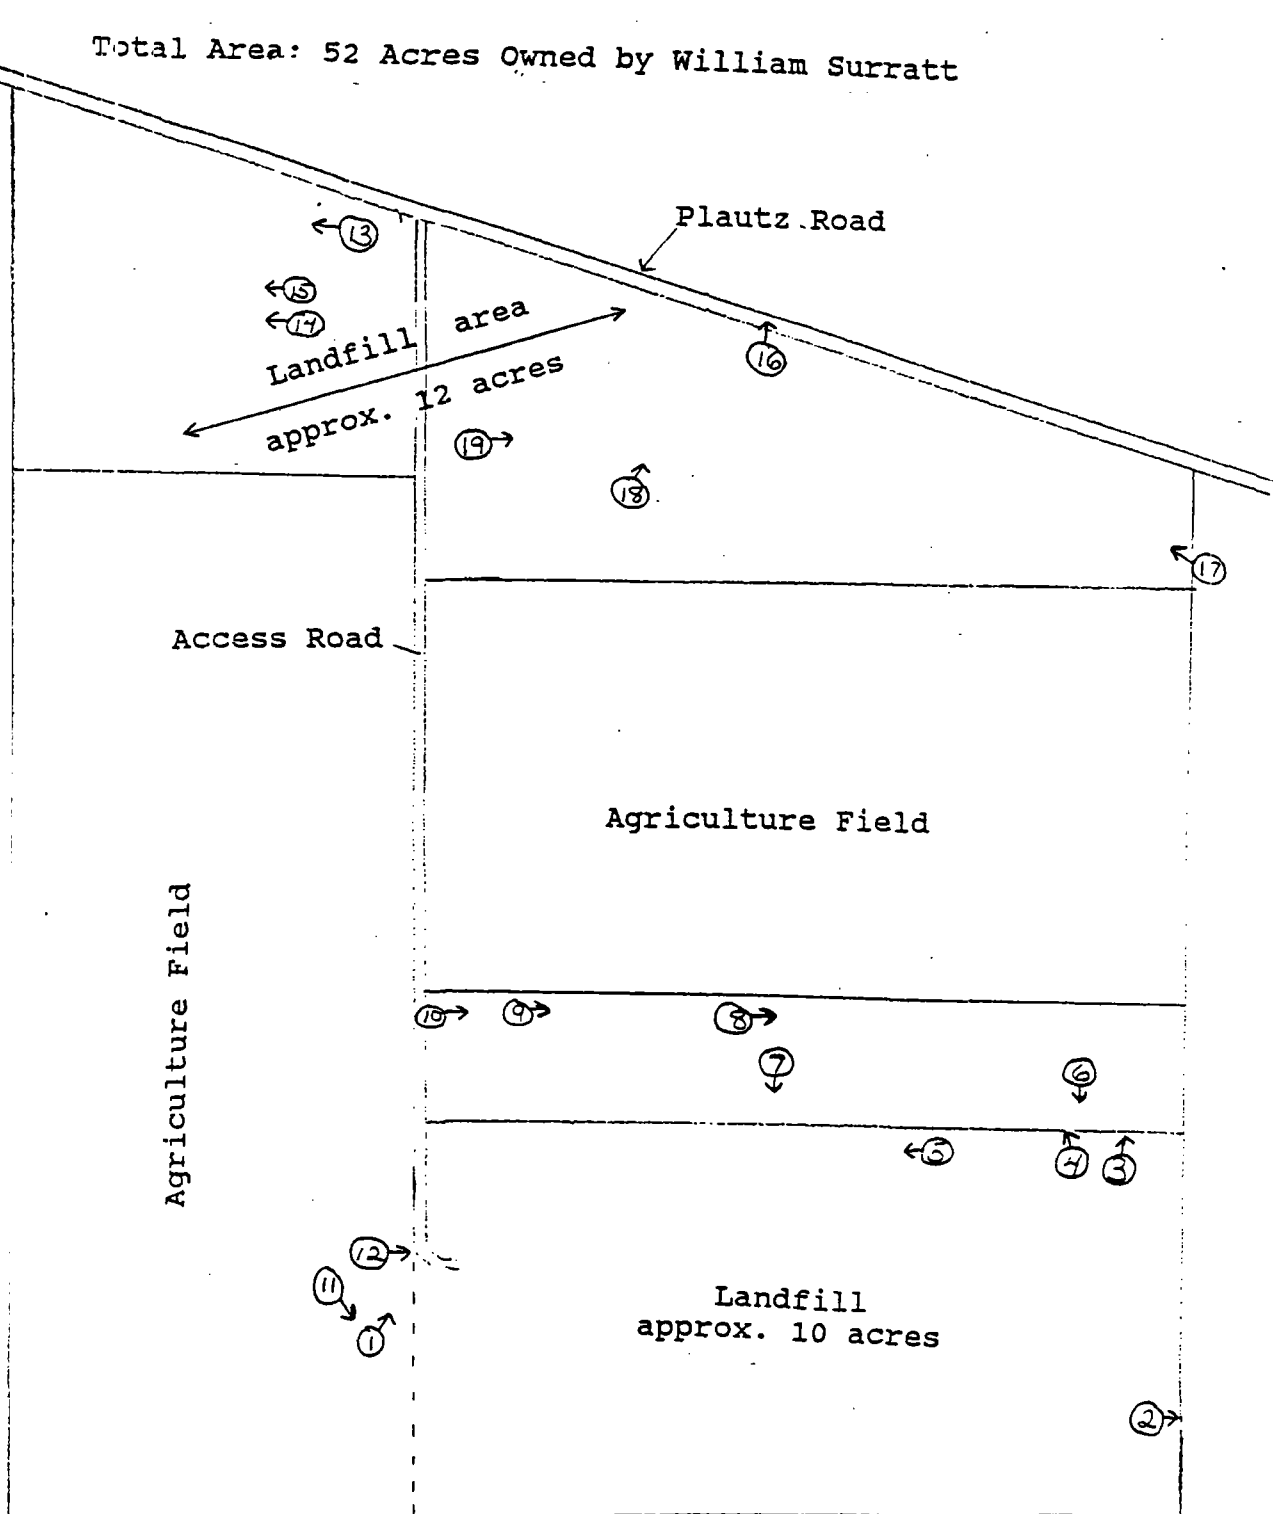 Total Area: 52 Acres Owned by William Surratt
Plautz Road
13
15
14
Landfill area
approx. 12 acres
16
19
18
17
Access Road
Agriculture Field
Agriculture Field
10
9
8
7
6
5
4
3
12
11
1
Landfill
approx. 10 acres
2